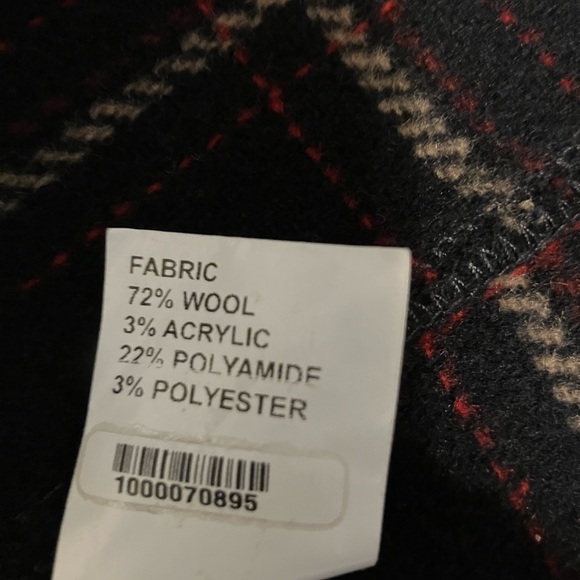 FABRIC
72% WOOL
3% ACRYLIC
22% POLYAMIDE
3% POLYESTER
1000070895